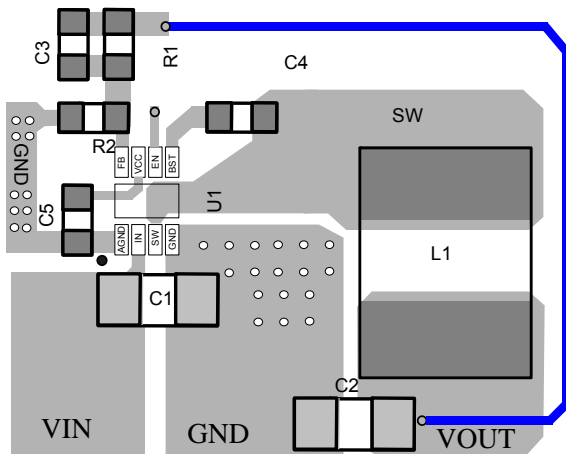 C3
R1
C4
SW
R2
GND
FB
VCC
EN
BST
U1
C5
AGND
IN
SW
GND
L1
C1
C2
VIN
GND
VOUT